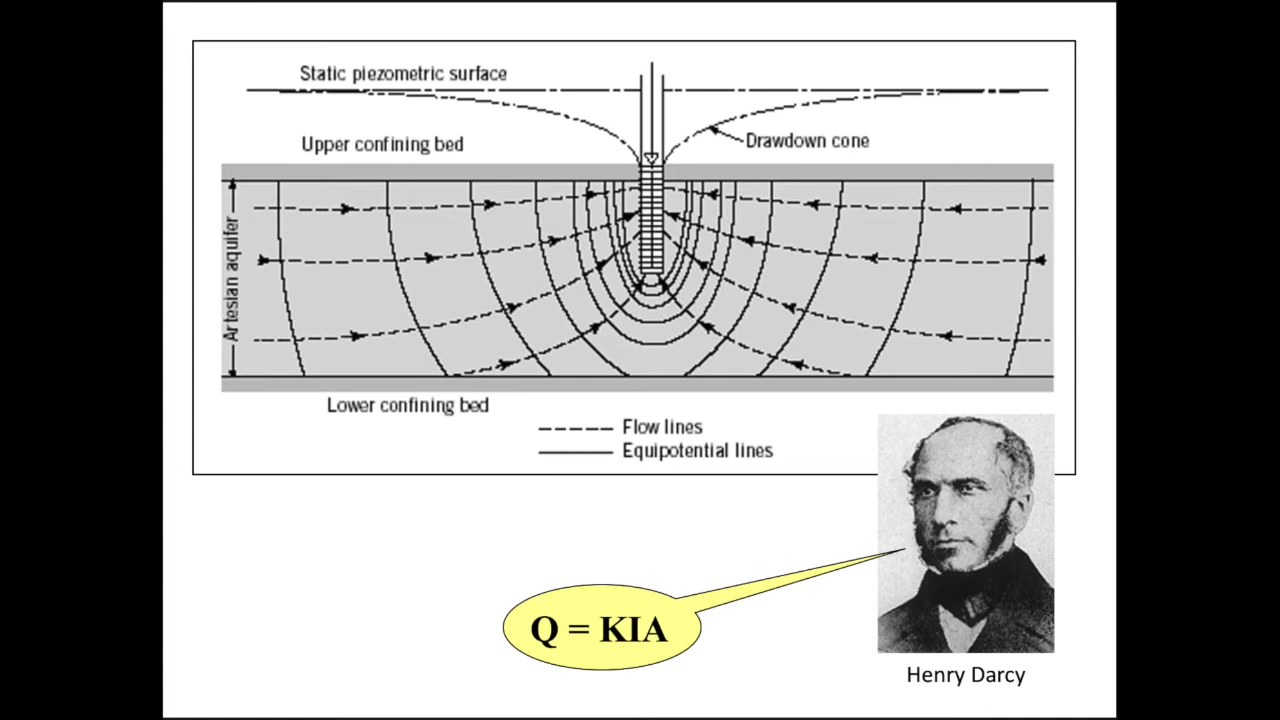 Static piezometric surface
Upper confining bed
Drawdown cone
Artesian aquifer
Lower confining bed
Flow lines
Equipotential lines
Q = KIA
Henry Darcy